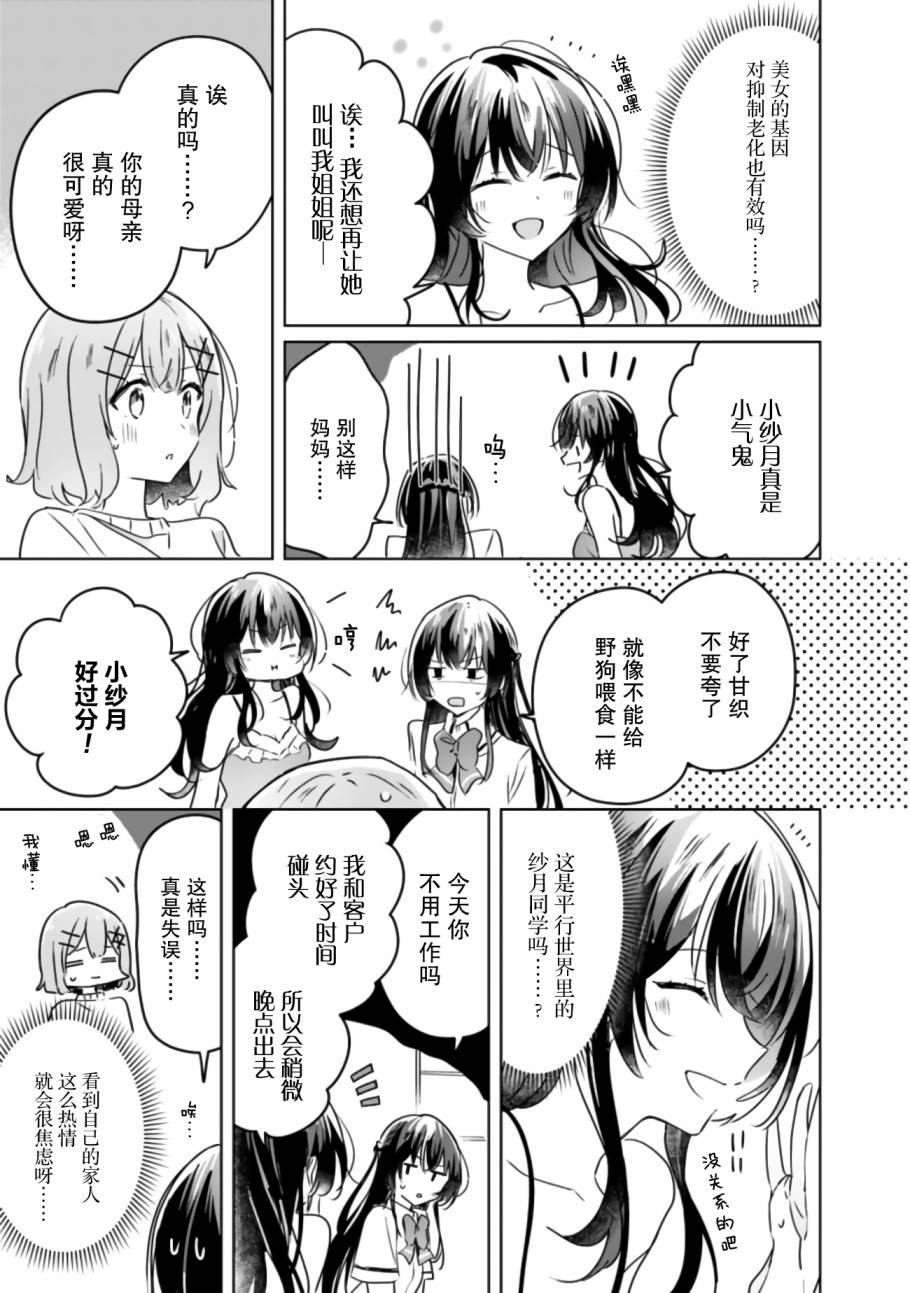 美女的基因
对抑制老化也有效吗……?
诶嘿嘿
诶…我还想再让她
叫叫我姐姐呢—
诶
真的吗……?
你的母亲
真的
很可爱呀……
小纱月真是
小气鬼
呜…
别这样
妈妈……
好了甘织
不要夸了
就像不能给
野狗喂食一样
哼
小纱月
好过分!
这是平行世界里的
纱月同学吗……?
没关系的吧
今天你
不用工作吗
我和客户
约好了时间
碰头
所以会稍微
晚点出去
这样吗……
真是失误……
嗯嗯
我懂…
唉…
看到自己的家人
这么热情
就会很焦虑呀……